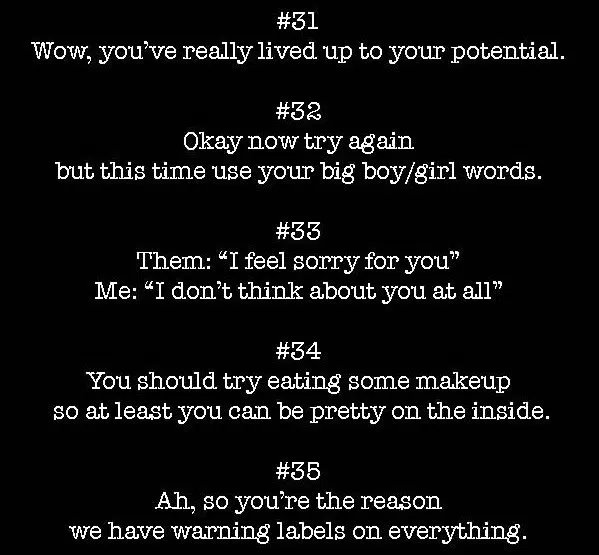 #31
Wow, you’ve really lived up to your potential.
#32
Okay now try again
but this time use your big boy/girl words.
#33
Them: “I feel sorry for you”
Me: “I don’t think about you at all”
#34
You should try eating some makeup
so at least you can be pretty on the inside.
#35
Ah, so you’re the reason
we have warning labels on everything.